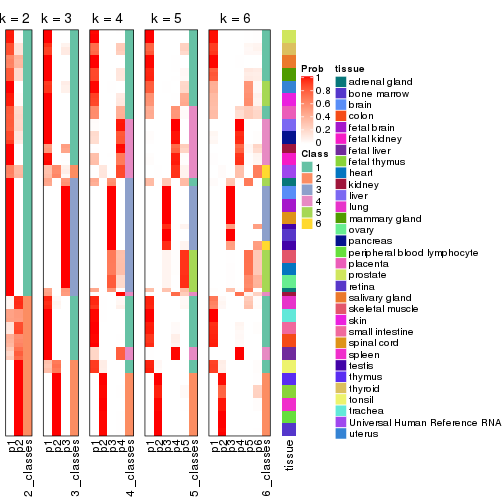 k = 2
k = 3
k = 4
k = 5
k = 6
Prob
1
0.8
0.6
0.4
0.2
0
Class
1
2
3
4
5
6
tissue
adrenal gland
bone marrow
brain
colon
fetal brain
fetal kidney
fetal liver
fetal thymus
heart
kidney
liver
lung
mammary gland
ovary
pancreas
peripheral blood lymphocyte
placenta
prostate
retina
salivary gland
skeletal muscle
skin
small intestine
spinal cord
spleen
testis
thymus
thyroid
tonsil
trachea
Universal Human Reference RNA
uterus
p1
p2
2_classes
p1
p2
p3
3_classes
p1
p2
p3
p4
4_classes
p1
p2
p3
p4
p5
5_classes
p1
p2
p3
p4
p5
p6
6_classes
tissue